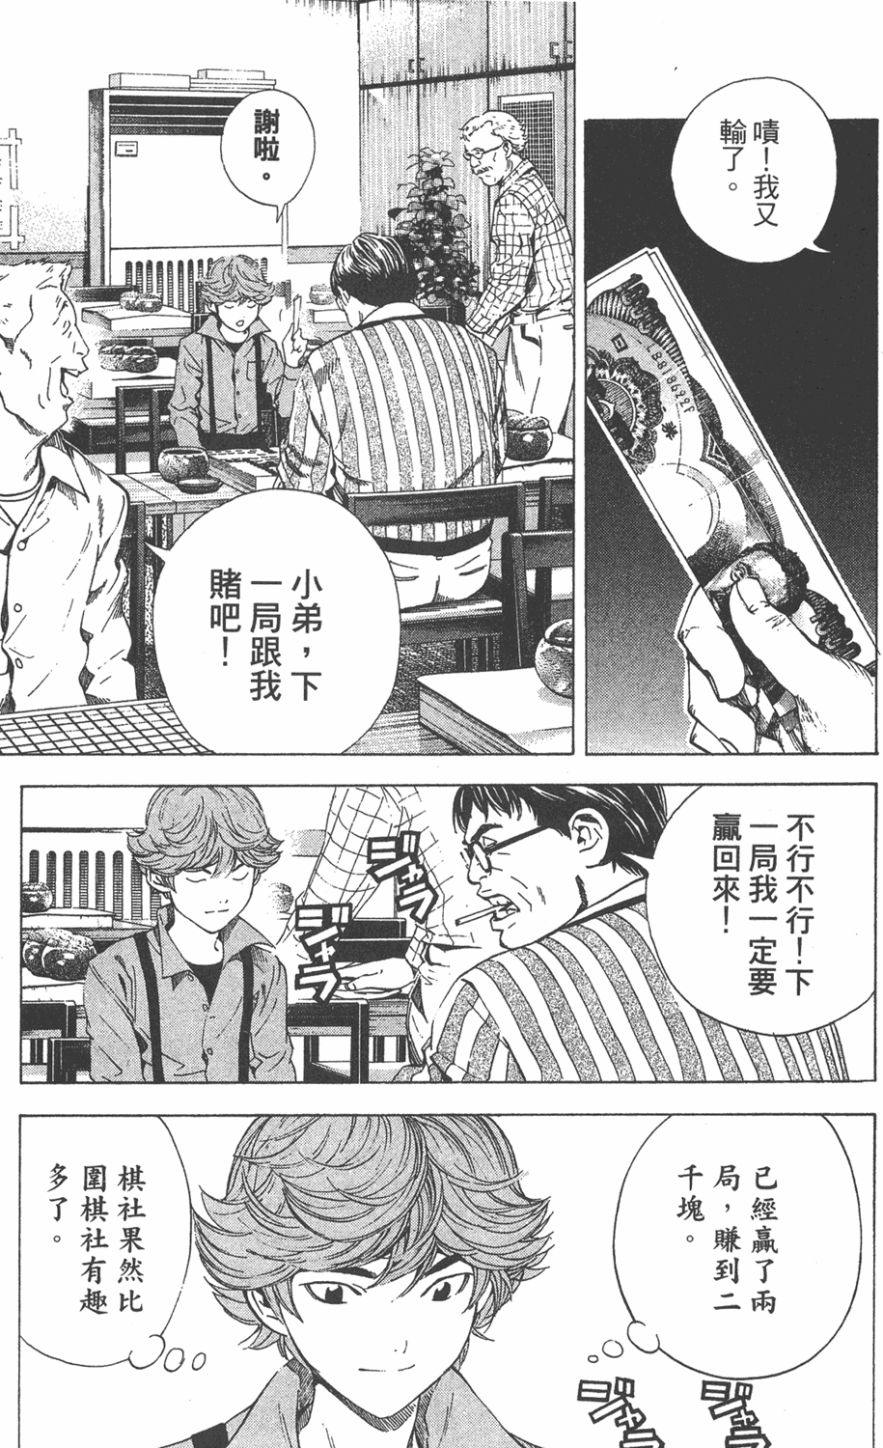 嘖！我又
輸了。
謝啦。
小弟，下
一局跟我
賭吧！
不行不行！下
一局我一定要
贏回來！
ジャラ
ジャラ
已經贏了兩
局，賺到二
千塊。
棋社果然比
圍棋社有趣
多了。
ジャ
ジャ